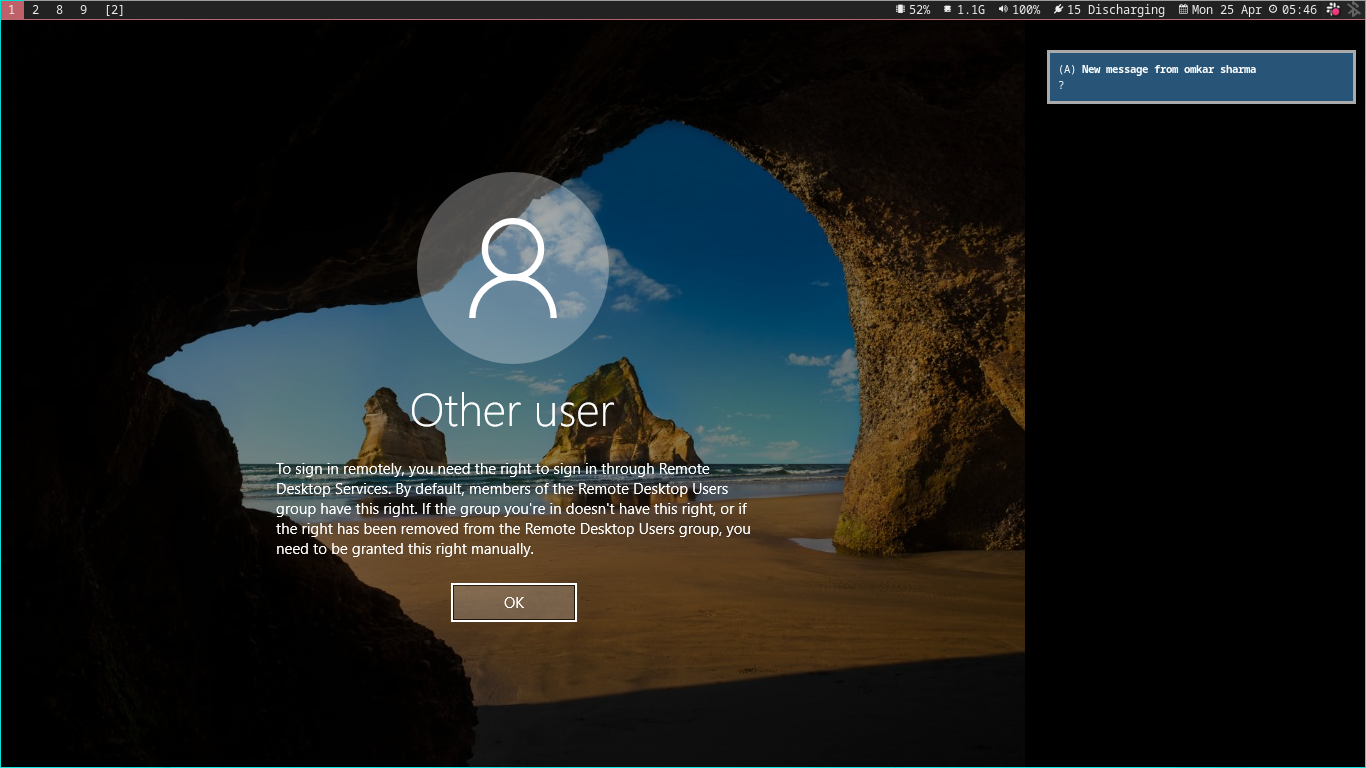 1 2 8 9 [2] 52% 1.1G 100% 15 Discharging Mon 25 Apr 05:46
(A) New message from omkar sharma
?
Other user
To sign in remotely, you need the right to sign in through Remote
Desktop Services. By default, members of the Remote Desktop Users
group have this right. If the group you're in doesn't have this right, or if
the right has been removed from the Remote Desktop Users group, you
need to be granted this right manually.
OK